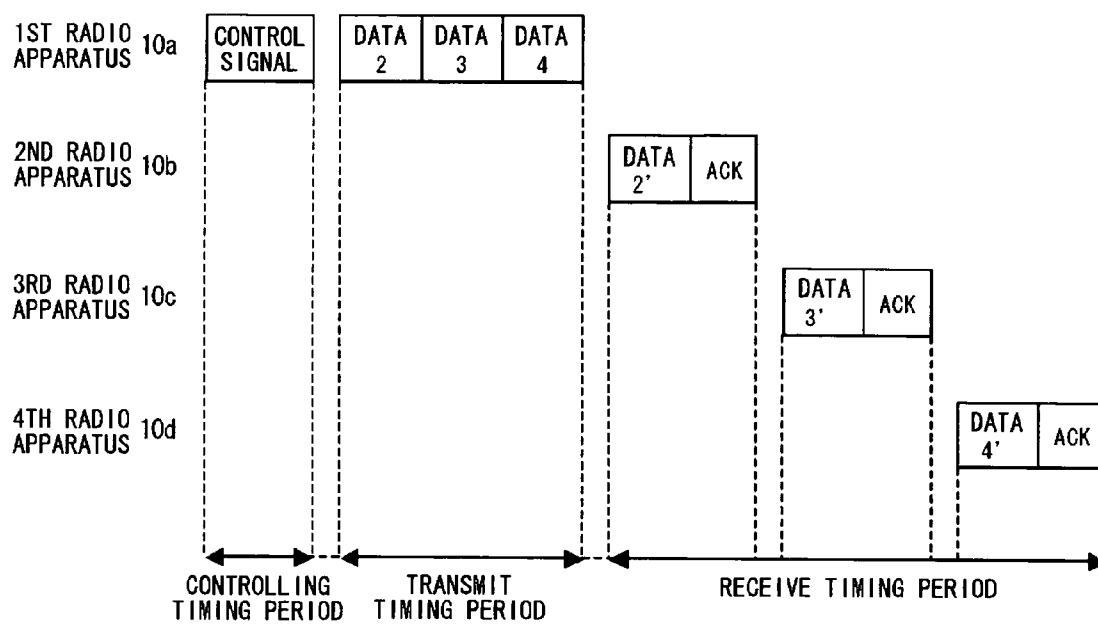 1ST RADIO
APPARATUS 10a
CONTROL
SIGNAL
DATA
2
DATA
3
DATA
4
2ND RADIO
APPARATUS 10b
DATA
2'
ACK
3RD RADIO
APPARATUS 10c
DATA
3'
ACK
4TH RADIO
APPARATUS 10d
DATA
4'
ACK
CONTROLLING
TIMING PERIOD
TRANSMIT
TIMING PERIOD
RECEIVE TIMING PERIOD